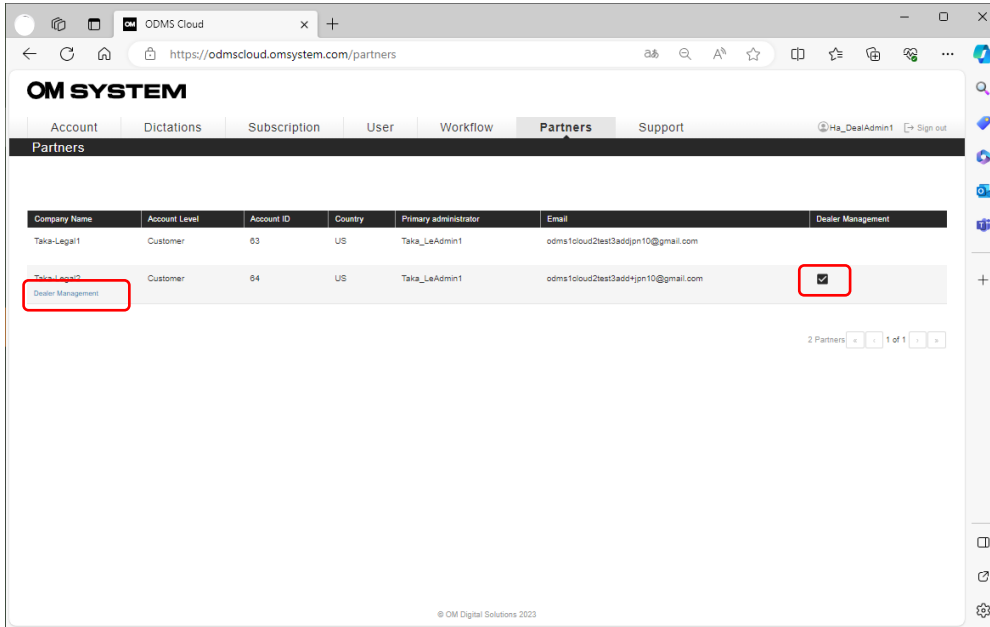 OM ODMS Cloud
https://odmscloud.omsystem.com/partners
OM SYSTEM
Account Dictations Subscription User Workflow Partners Support Ha_DealAdmin1 Sign out
Partners
Company Name Account Level Account ID Country Primary administrator Email Dealer Management
Taka-Legal1 Customer 63 US Taka_LeAdmin1 odms1cloud2test3addjpn10@gmail.com
Taka-Legal2 Customer 64 US Taka_LeAdmin1 odms1cloud2test3add+jpn10@gmail.com
Dealer Management
2 Partners « ‹ 1 of 1 › »
© OM Digital Solutions 2023